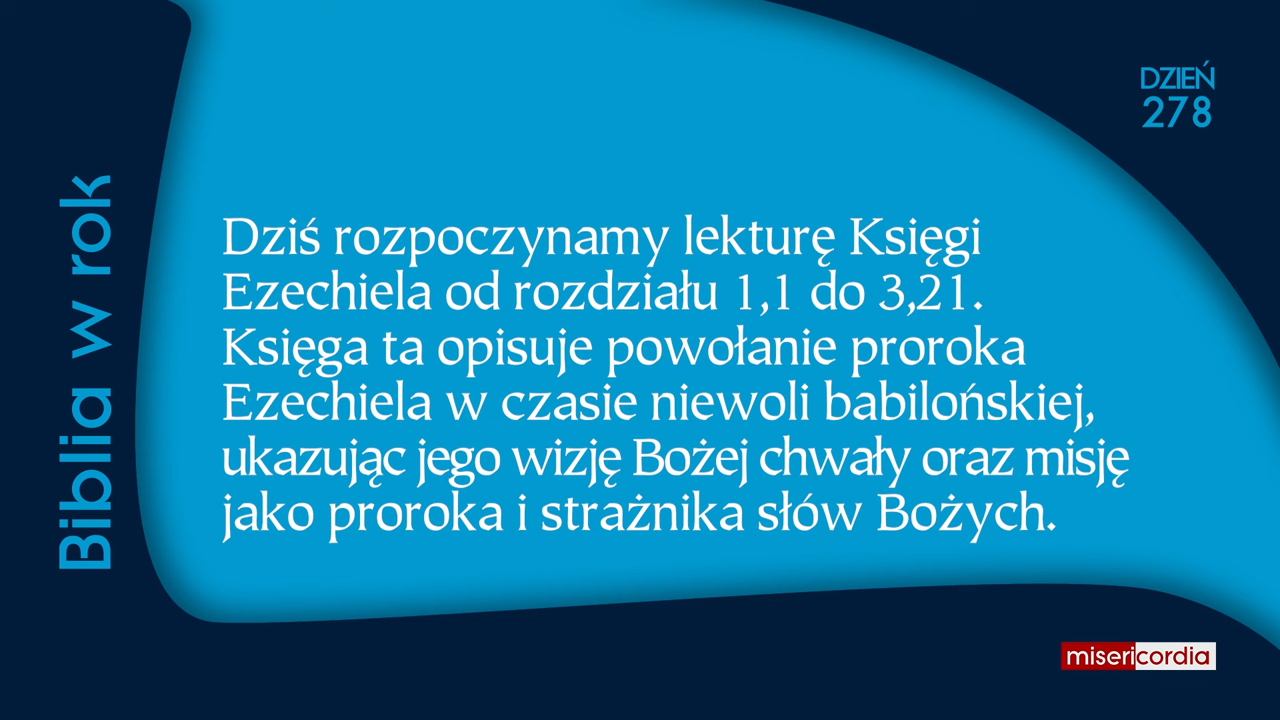 Biblia w rok
DZIEŃ
278
Dziś rozpoczynamy lekturę Księgi
Ezechiela od rozdziału 1,1 do 3,21.
Księga ta opisuje powołanie proroka
Ezechiela w czasie niewoli babilońskiej,
ukazując jego wizję Bożej chwały oraz misję
jako proroka i strażnika słów Bożych.
misericordia